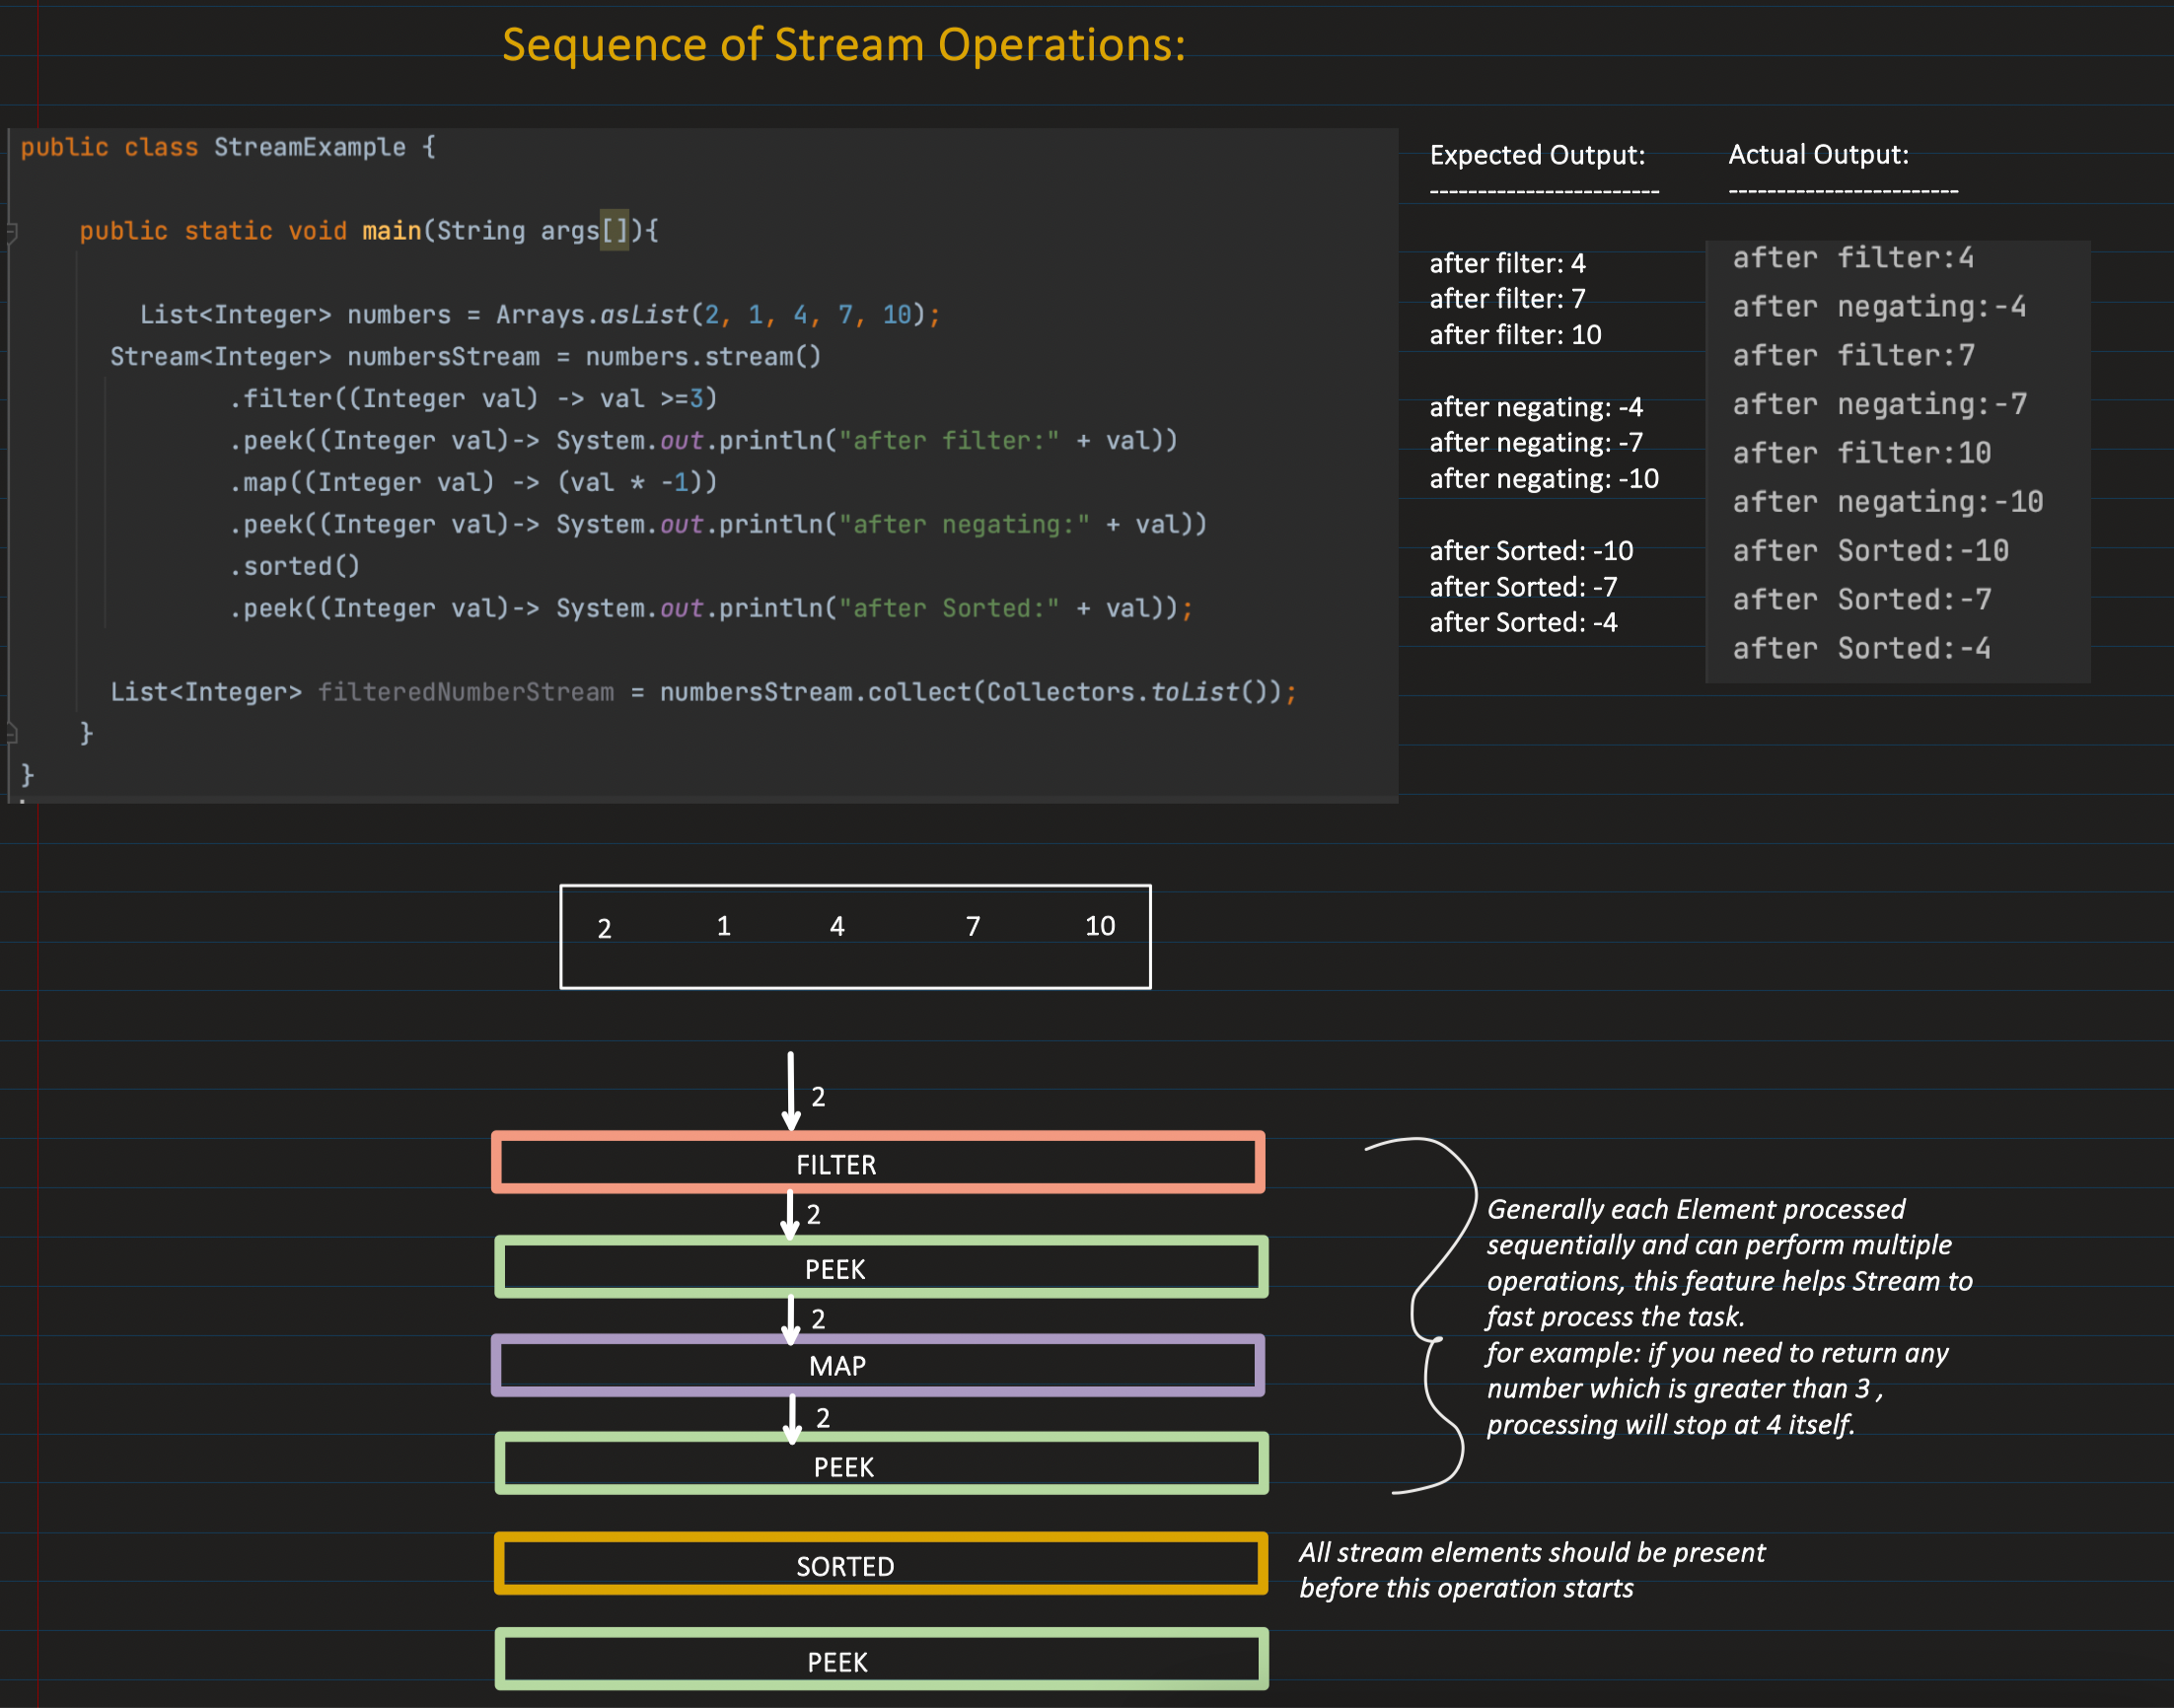 Sequence of Stream Operations:
public class StreamExample {
public static void main(String args[]){
List<Integer> numbers = Arrays.asList(2, 1, 4, 7, 10);
Stream<Integer> numbersStream = numbers.stream()
.filter((Integer val) -> val >=3)
.peek((Integer val)-> System.out.println("after filter:" + val))
.map((Integer val) -> (val * -1))
.peek((Integer val)-> System.out.println("after negating:" + val))
.sorted()
.peek((Integer val)-> System.out.println("after Sorted:" + val));
List<Integer> filteredNumberStream = numbersStream.collect(Collectors.toList());
}
}
Expected Output:
------------------------
after filter: 4
after filter: 7
after filter: 10
after negating: -4
after negating: -7
after negating: -10
after Sorted: -10
after Sorted: -7
after Sorted: -4
Actual Output:
------------------------
after filter:4
after negating:-4
after filter:7
after negating:-7
after filter:10
after negating:-10
after Sorted:-10
after Sorted:-7
after Sorted:-4
2 1 4 7 10
2
FILTER
2
PEEK
2
MAP
2
PEEK
SORTED
PEEK
Generally each Element processed
sequentially and can perform multiple
operations, this feature helps Stream to
fast process the task.
for example: if you need to return any
number which is greater than 3 ,
processing will stop at 4 itself.
All stream elements should be present
before this operation starts